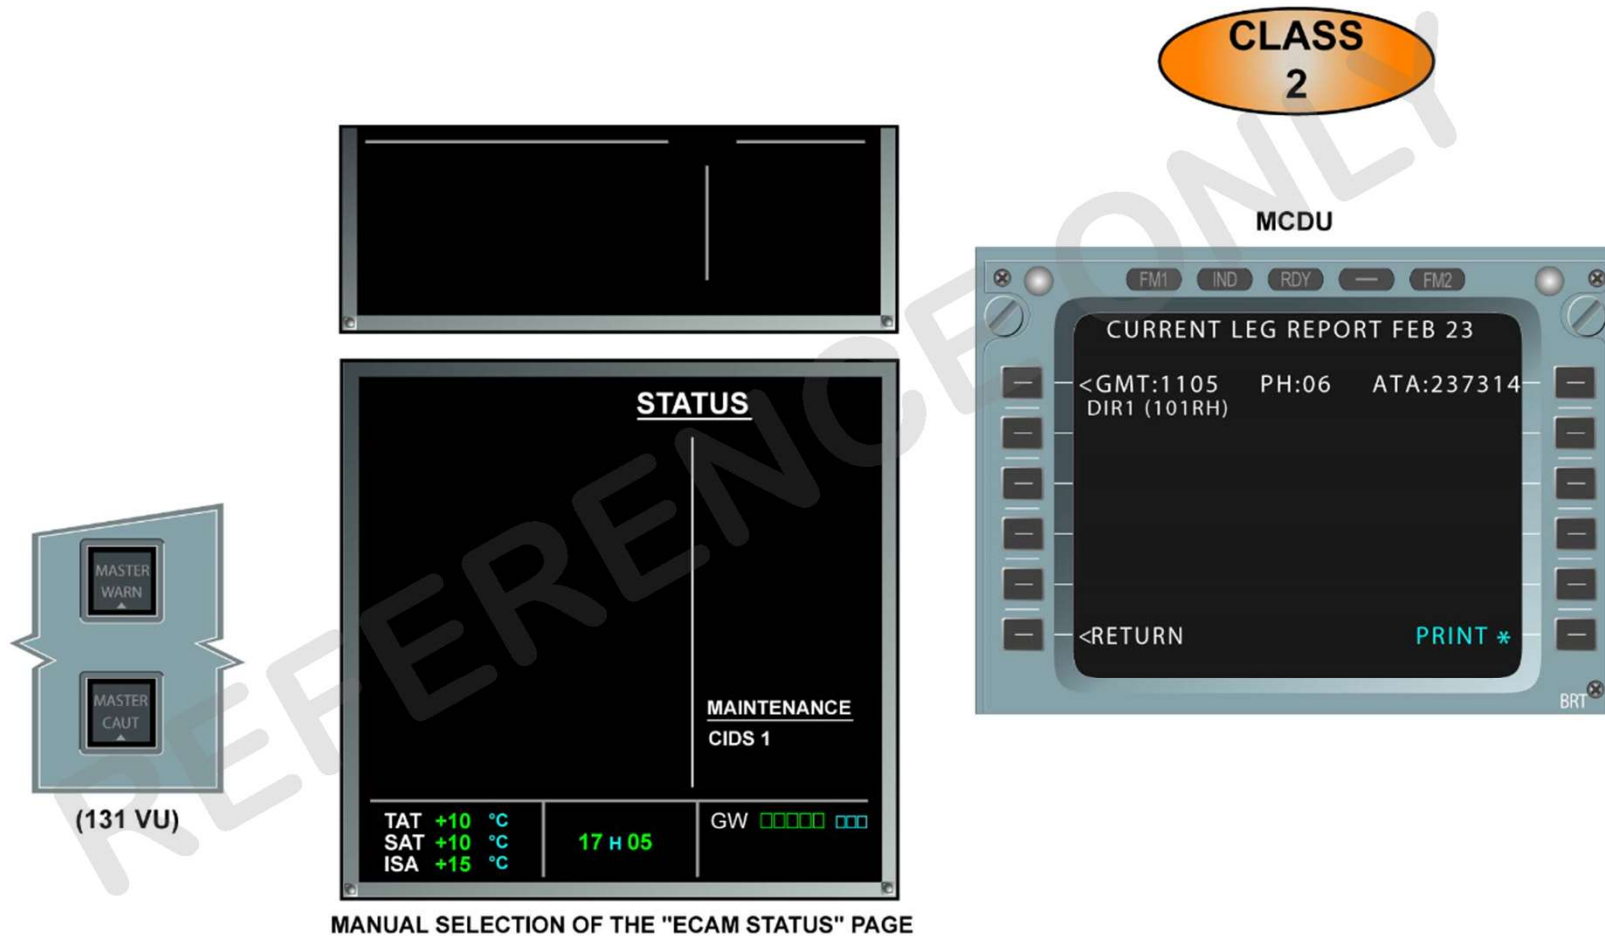 CLASS
2
MCDU
FM1 IND RDY — FM2
CURRENT LEG REPORT FEB 23
<GMT:1105 PH:06 ATA:237314
DIR1 (101RH)
<RETURN PRINT *
BRT
STATUS
MAINTENANCE
CIDS 1
TAT +10 °C
SAT +10 °C
ISA +15 °C
17 H 05
GW □□□□□ □□□
MASTER
WARN
MASTER
CAUT
(131 VU)
MANUAL SELECTION OF THE "ECAM STATUS" PAGE
REFERENCE ONLY